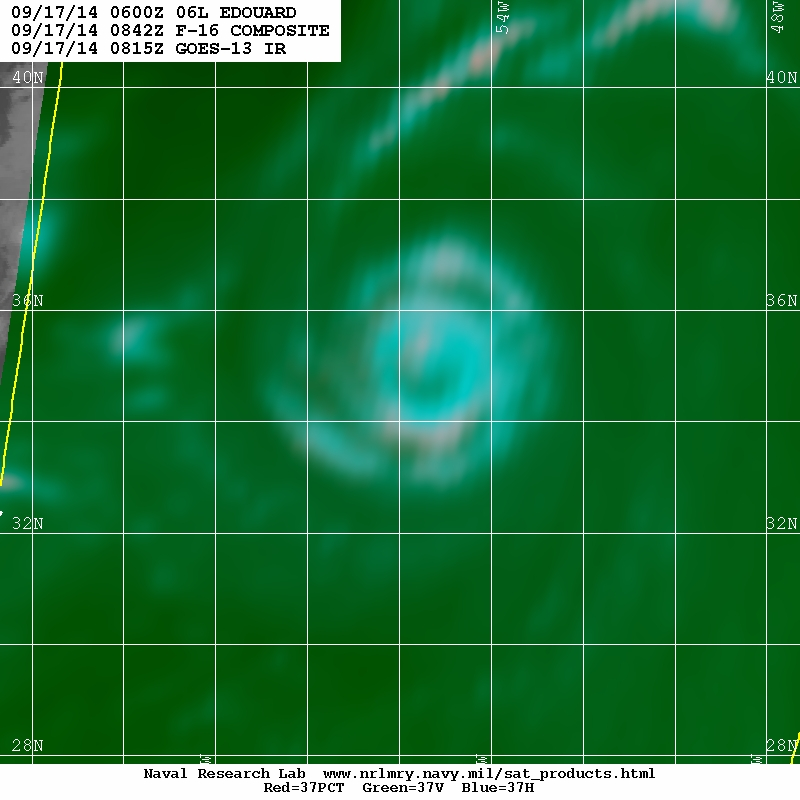 09/17/14 0600Z 06L EDOUARD
09/17/14 0842Z F-16 COMPOSITE
09/17/14 0815Z GOES-13 IR
54W
48W
40N
40N
36N
36N
32N
32N
28N
28N
W
W
W
Naval Research Lab www.nrlmry.navy.mil/sat_products.html
Red=37PCT Green=37V Blue=37H